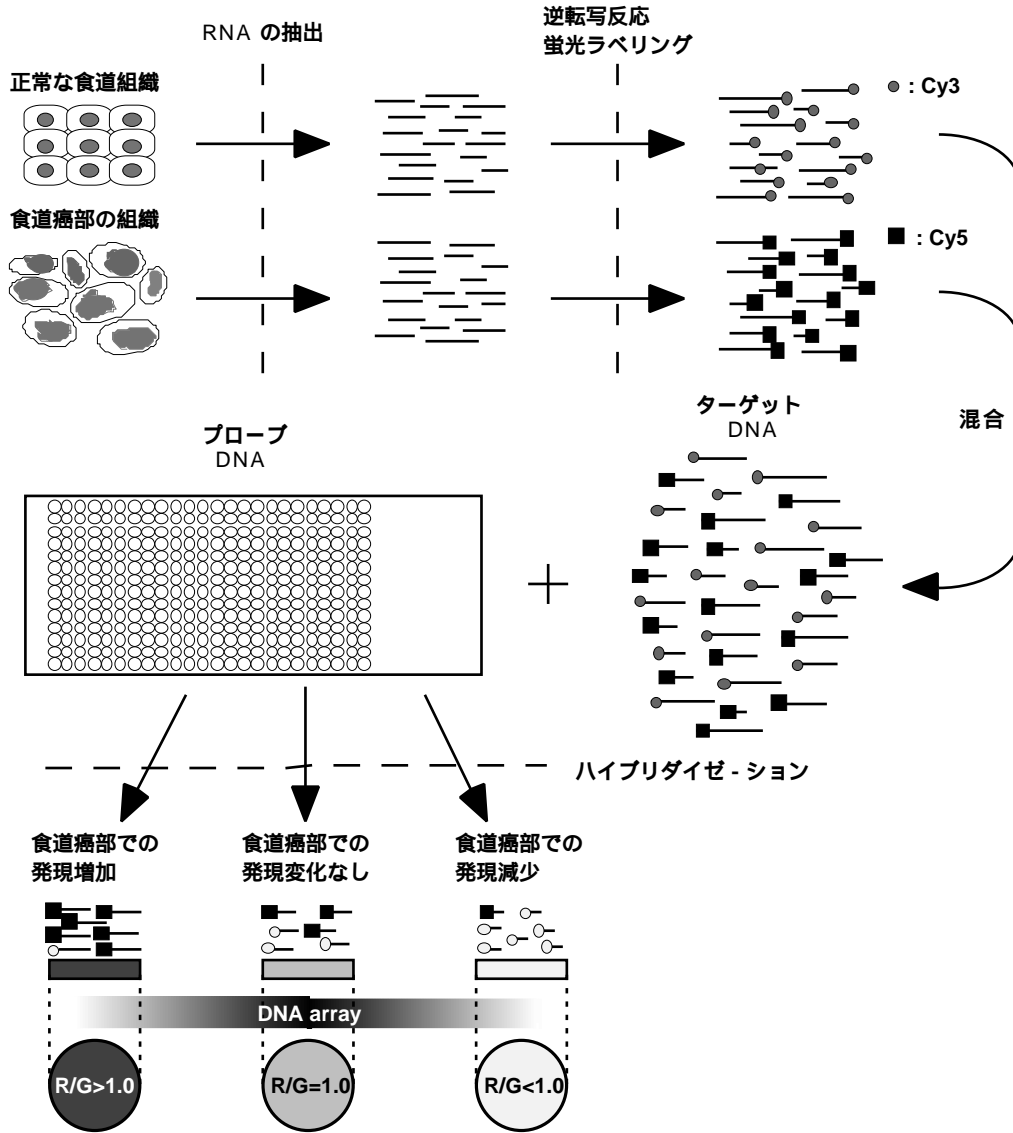 RNA の抽出
逆転写反応
蛍光ラベリング
正常な食道組織
: Cy3
食道癌部の組織
: Cy5
ターゲット
DNA
混合
プローブ
DNA
ハイブリダイゼ - ション
食道癌部での
発現増加
食道癌部での
発現変化なし
食道癌部での
発現減少
DNA array
R/G>1.0
R/G=1.0
R/G<1.0